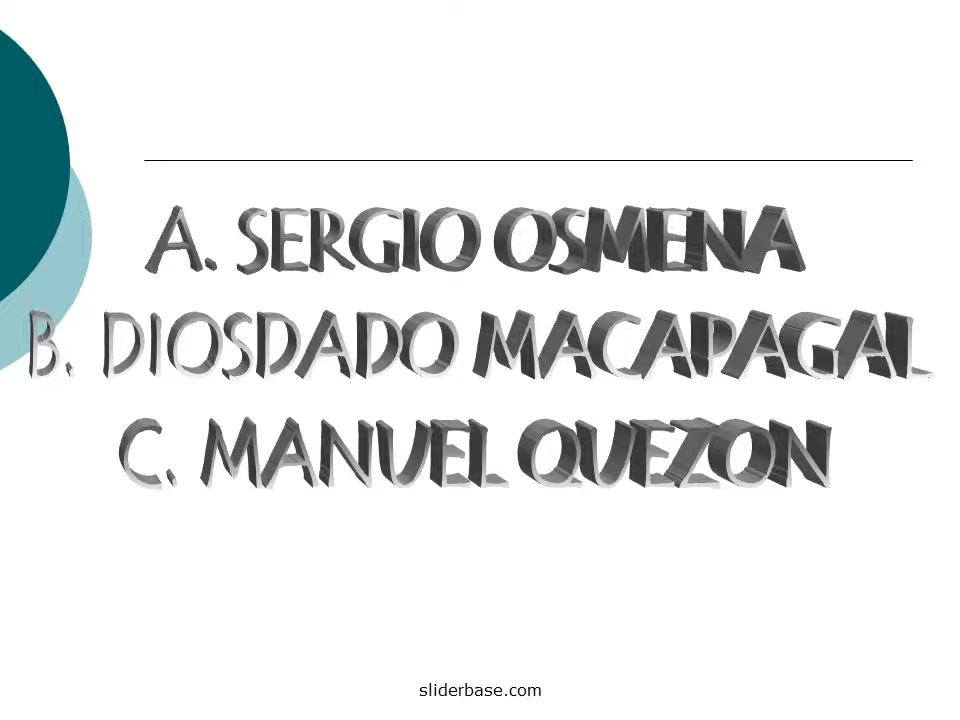 A. SERGIO OSMENA
B. DIOSDADO MACAPAGAL
C. MANUEL QUEZON
sliderbase.com